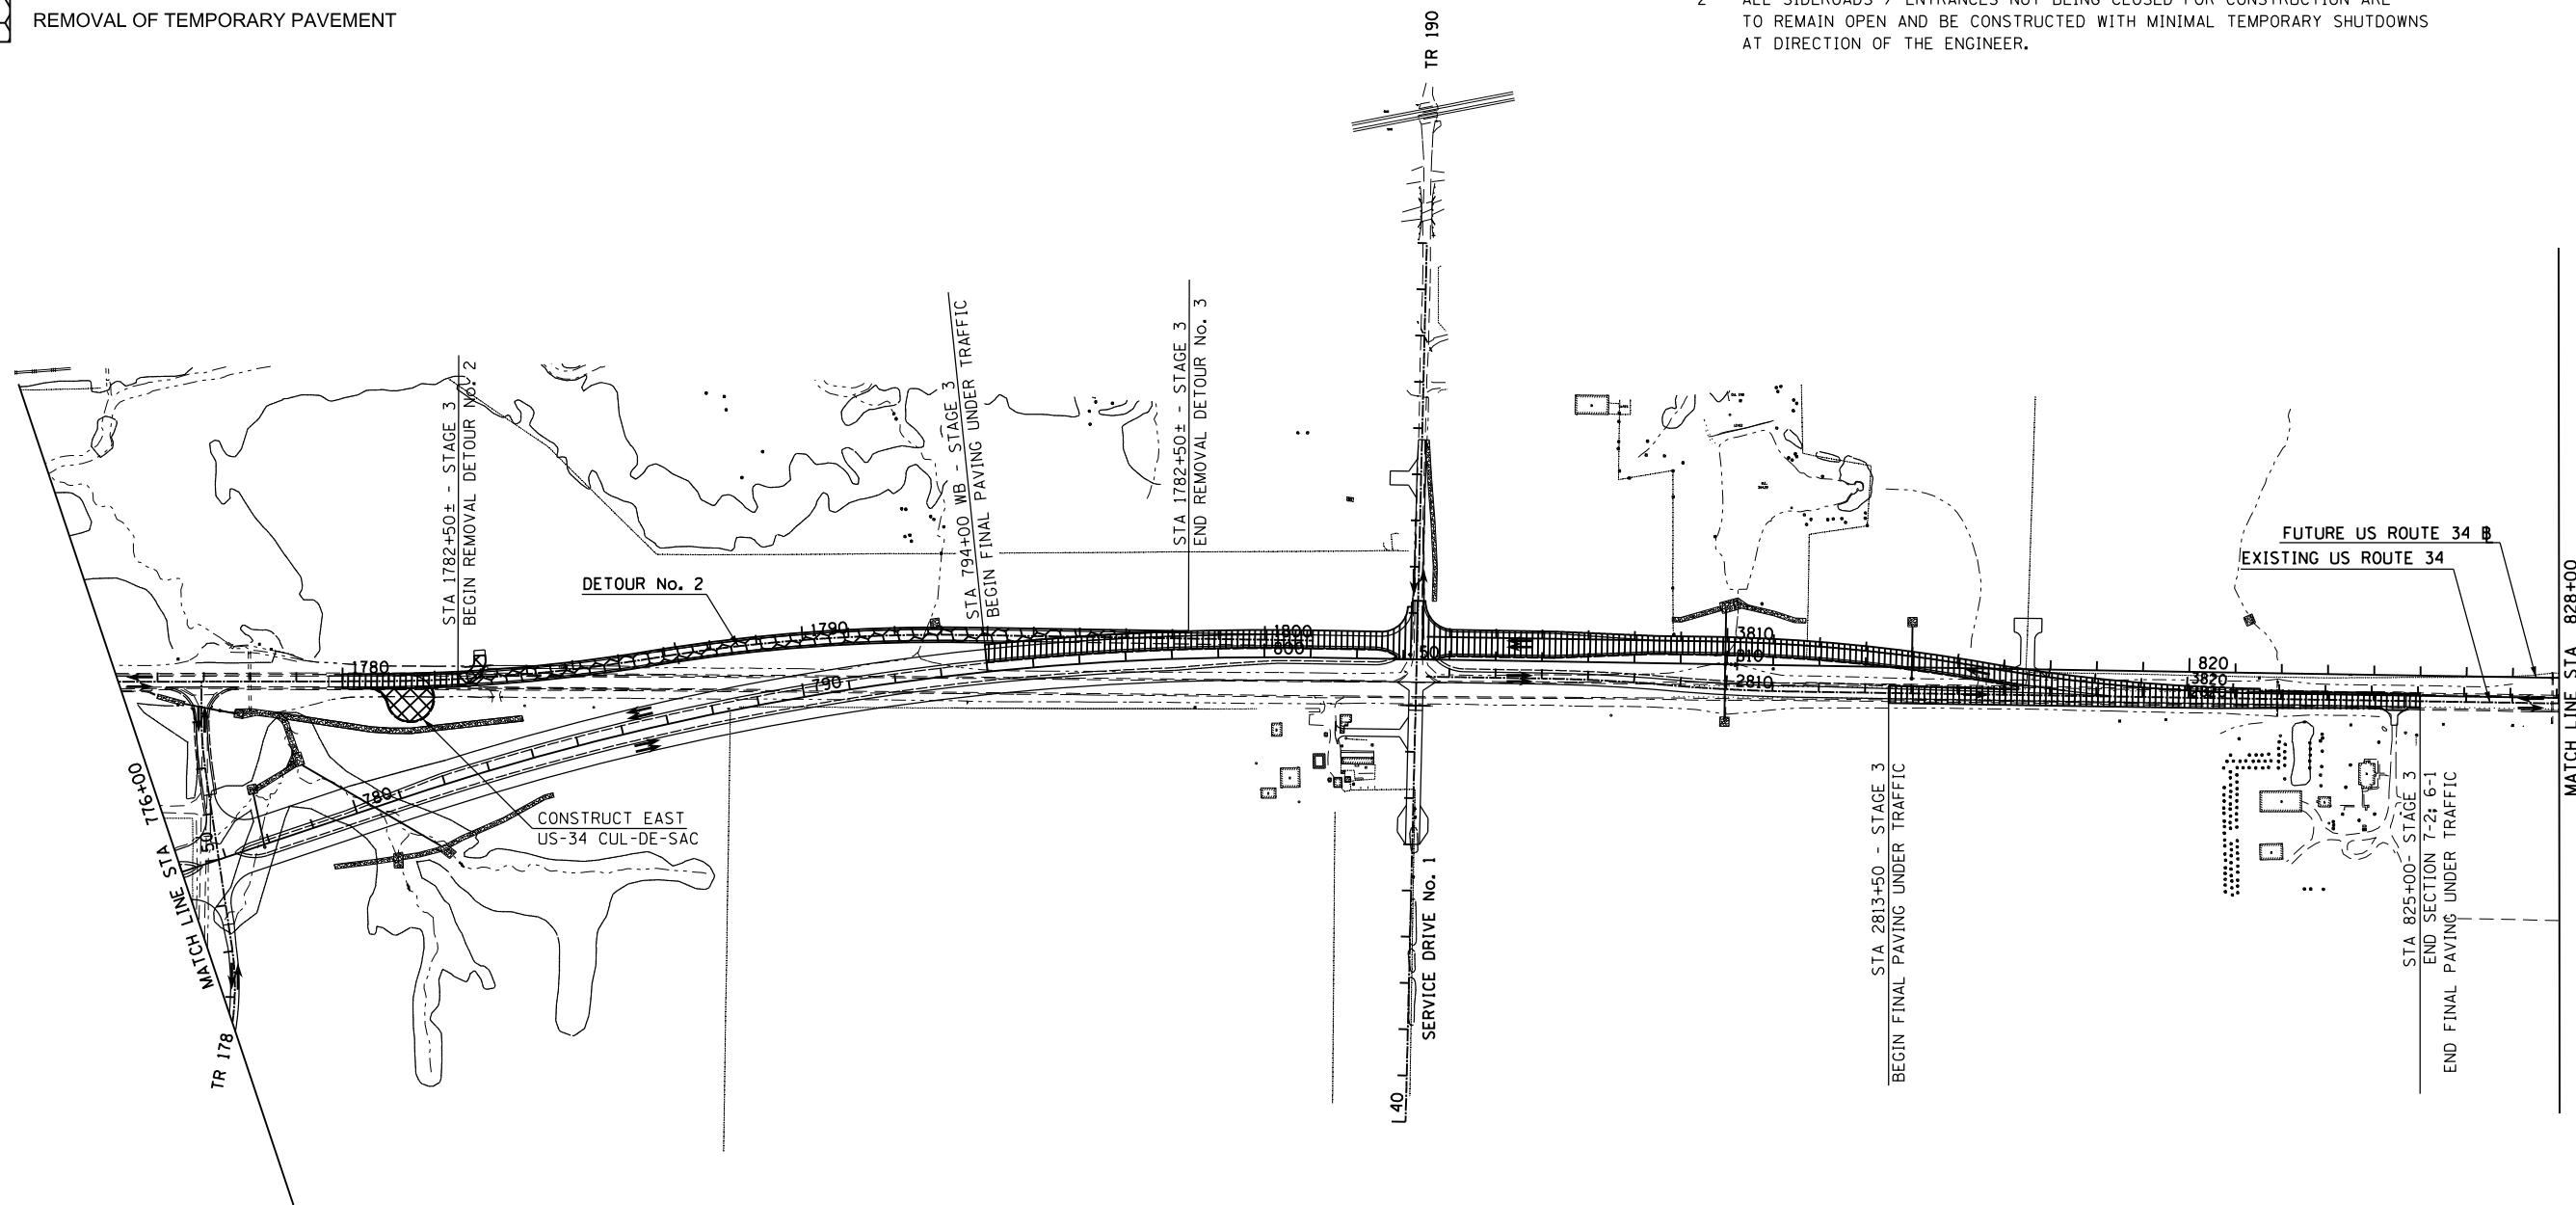 REMOVAL OF TEMPORARY PAVEMENT
2 ALL SIDEROADS / ENTRANCES NOT BEING CLOSED FOR CONSTRUCTION ARE
TO REMAIN OPEN AND BE CONSTRUCTED WITH MINIMAL TEMPORARY SHUTDOWNS
AT DIRECTION OF THE ENGINEER.
TR 190
STA 1782+50± - STAGE 3
BEGIN REMOVAL DETOUR No. 2
STA 794+00 WB - STAGE 3
BEGIN FINAL PAVING UNDER TRAFFIC
STA 1782+50± - STAGE 3
END REMOVAL DETOUR No. 3
DETOUR No. 2
FUTURE US ROUTE 34 ℄
EXISTING US ROUTE 34
MATCH LINE STA 828+00
1780
1790
1800
800
50
3810
810
2810
820
3820
2820
790
780
50
776+00
MATCH LINE STA
TR 178
CONSTRUCT EAST
US-34 CUL-DE-SAC
SERVICE DRIVE No. 1
L 40
STA 2813+50 - STAGE 3
BEGIN FINAL PAVING UNDER TRAFFIC
STA 825+00- STAGE 3
END SECTION 7-2; 6-1
END FINAL PAVING UNDER TRAFFIC